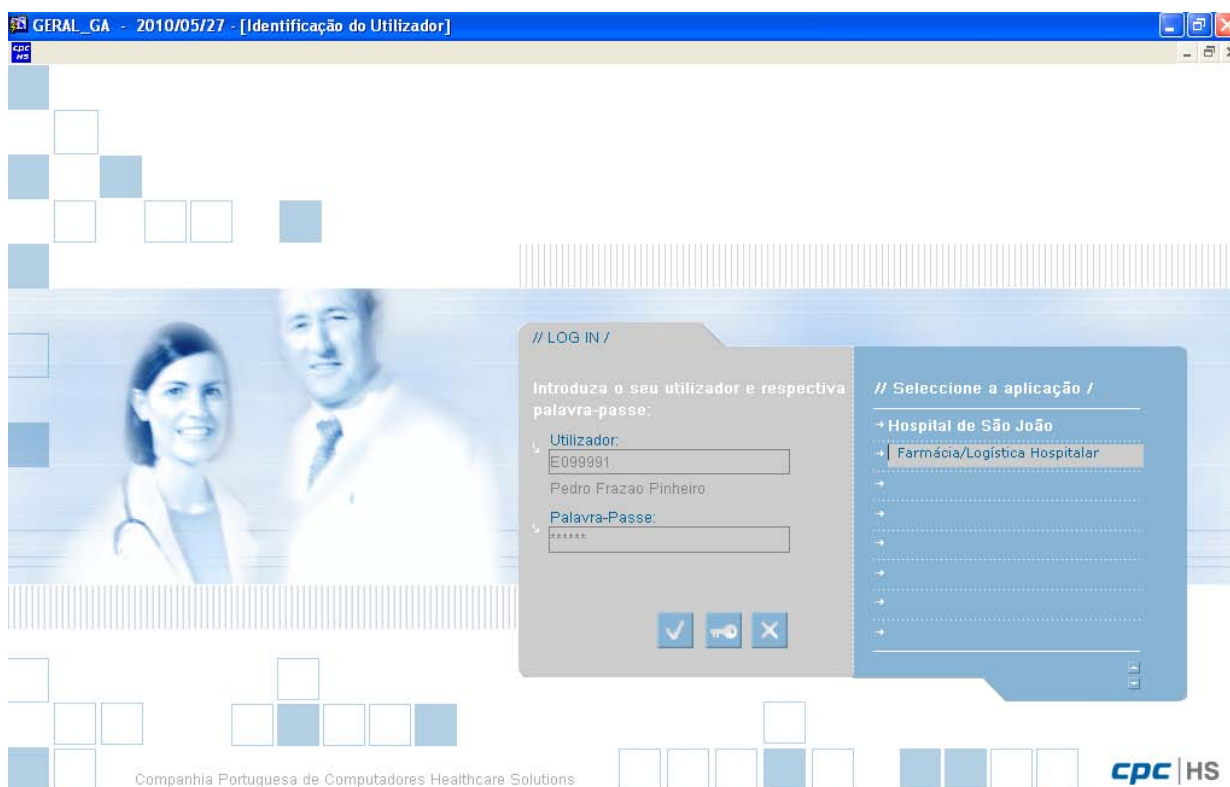 GERAL_GA - 2010/05/27 - [Identificação do Utilizador]
cpc
HS
// LOG IN /
Introduza o seu utilizador e respectiva
palavra-passe:
Utilizador:
E099991
Pedro Frazao Pinheiro
Palavra-Passe:
******
// Seleccione a aplicação /
Hospital de São João
Farmácia/Logística Hospitalar
Companhia Portuguesa de Computadores Healthcare Solutions
cpc | HS